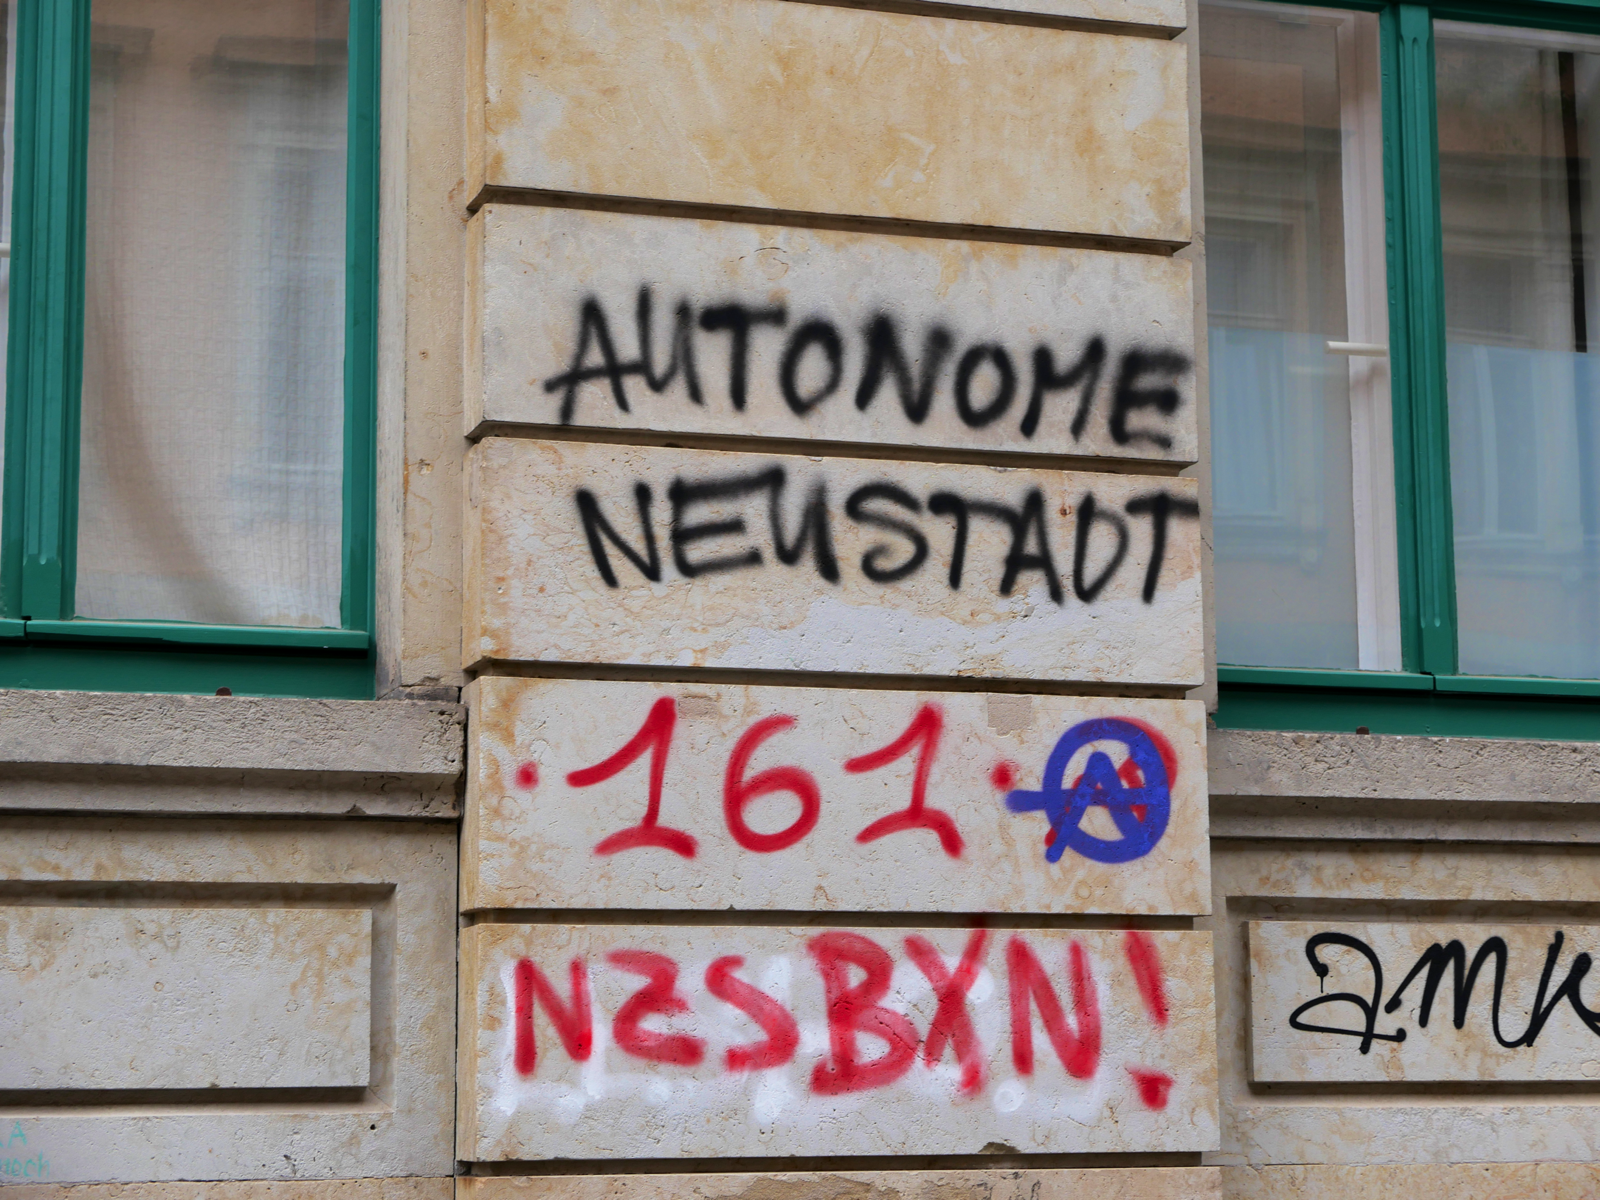 AUTONOME
NEUSTADT
·161·Ⓐ
NZSBXN!